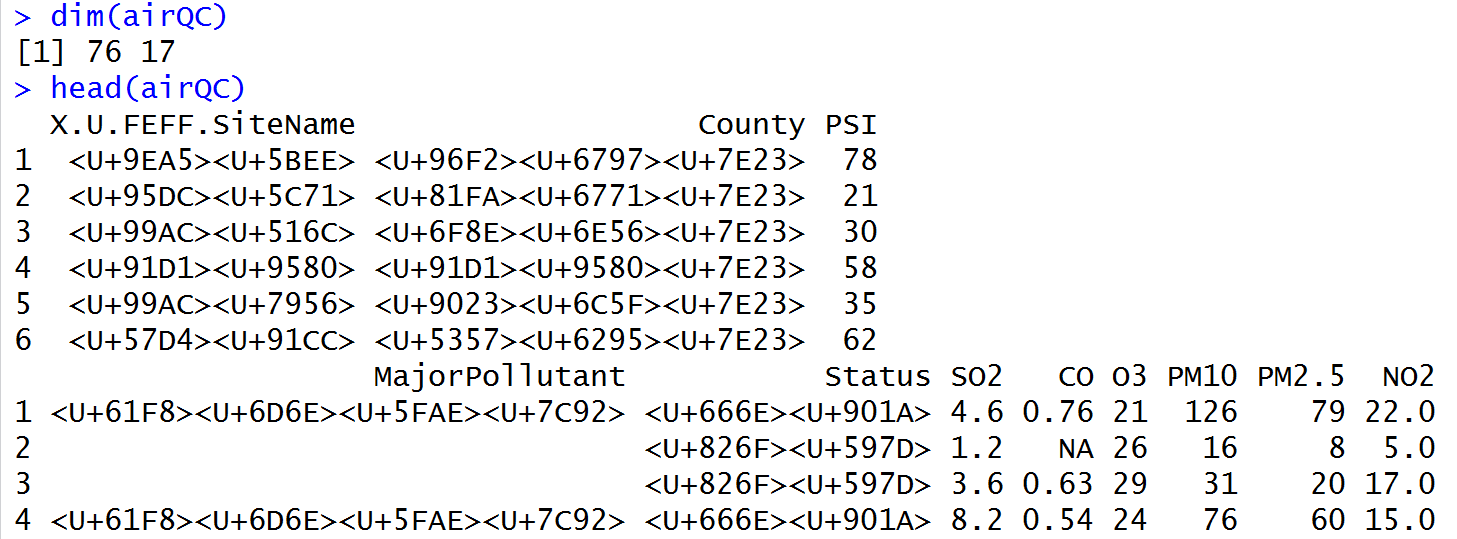 > dim(airQC)
[1] 76 17
> head(airQC)
X.U.FEFF.SiteName County PSI
1 <U+9EA5><U+5BEE> <U+96F2><U+6797><U+7E23> 78
2 <U+95DC><U+5C71> <U+81FA><U+6771><U+7E23> 21
3 <U+99AC><U+516C> <U+6F8E><U+6E56><U+7E23> 30
4 <U+91D1><U+9580> <U+91D1><U+9580><U+7E23> 58
5 <U+99AC><U+7956> <U+9023><U+6C5F><U+7E23> 35
6 <U+57D4><U+91CC> <U+5357><U+6295><U+7E23> 62
MajorPollutant Status SO2 CO O3 PM10 PM2.5 NO2
1 <U+61F8><U+6D6E><U+5FAE><U+7C92> <U+666E><U+901A> 4.6 0.76 21 126 79 22.0
2 <U+826F><U+597D> 1.2 NA 26 16 8 5.0
3 <U+826F><U+597D> 3.6 0.63 29 31 20 17.0
4 <U+61F8><U+6D6E><U+5FAE><U+7C92> <U+666E><U+901A> 8.2 0.54 24 76 60 15.0